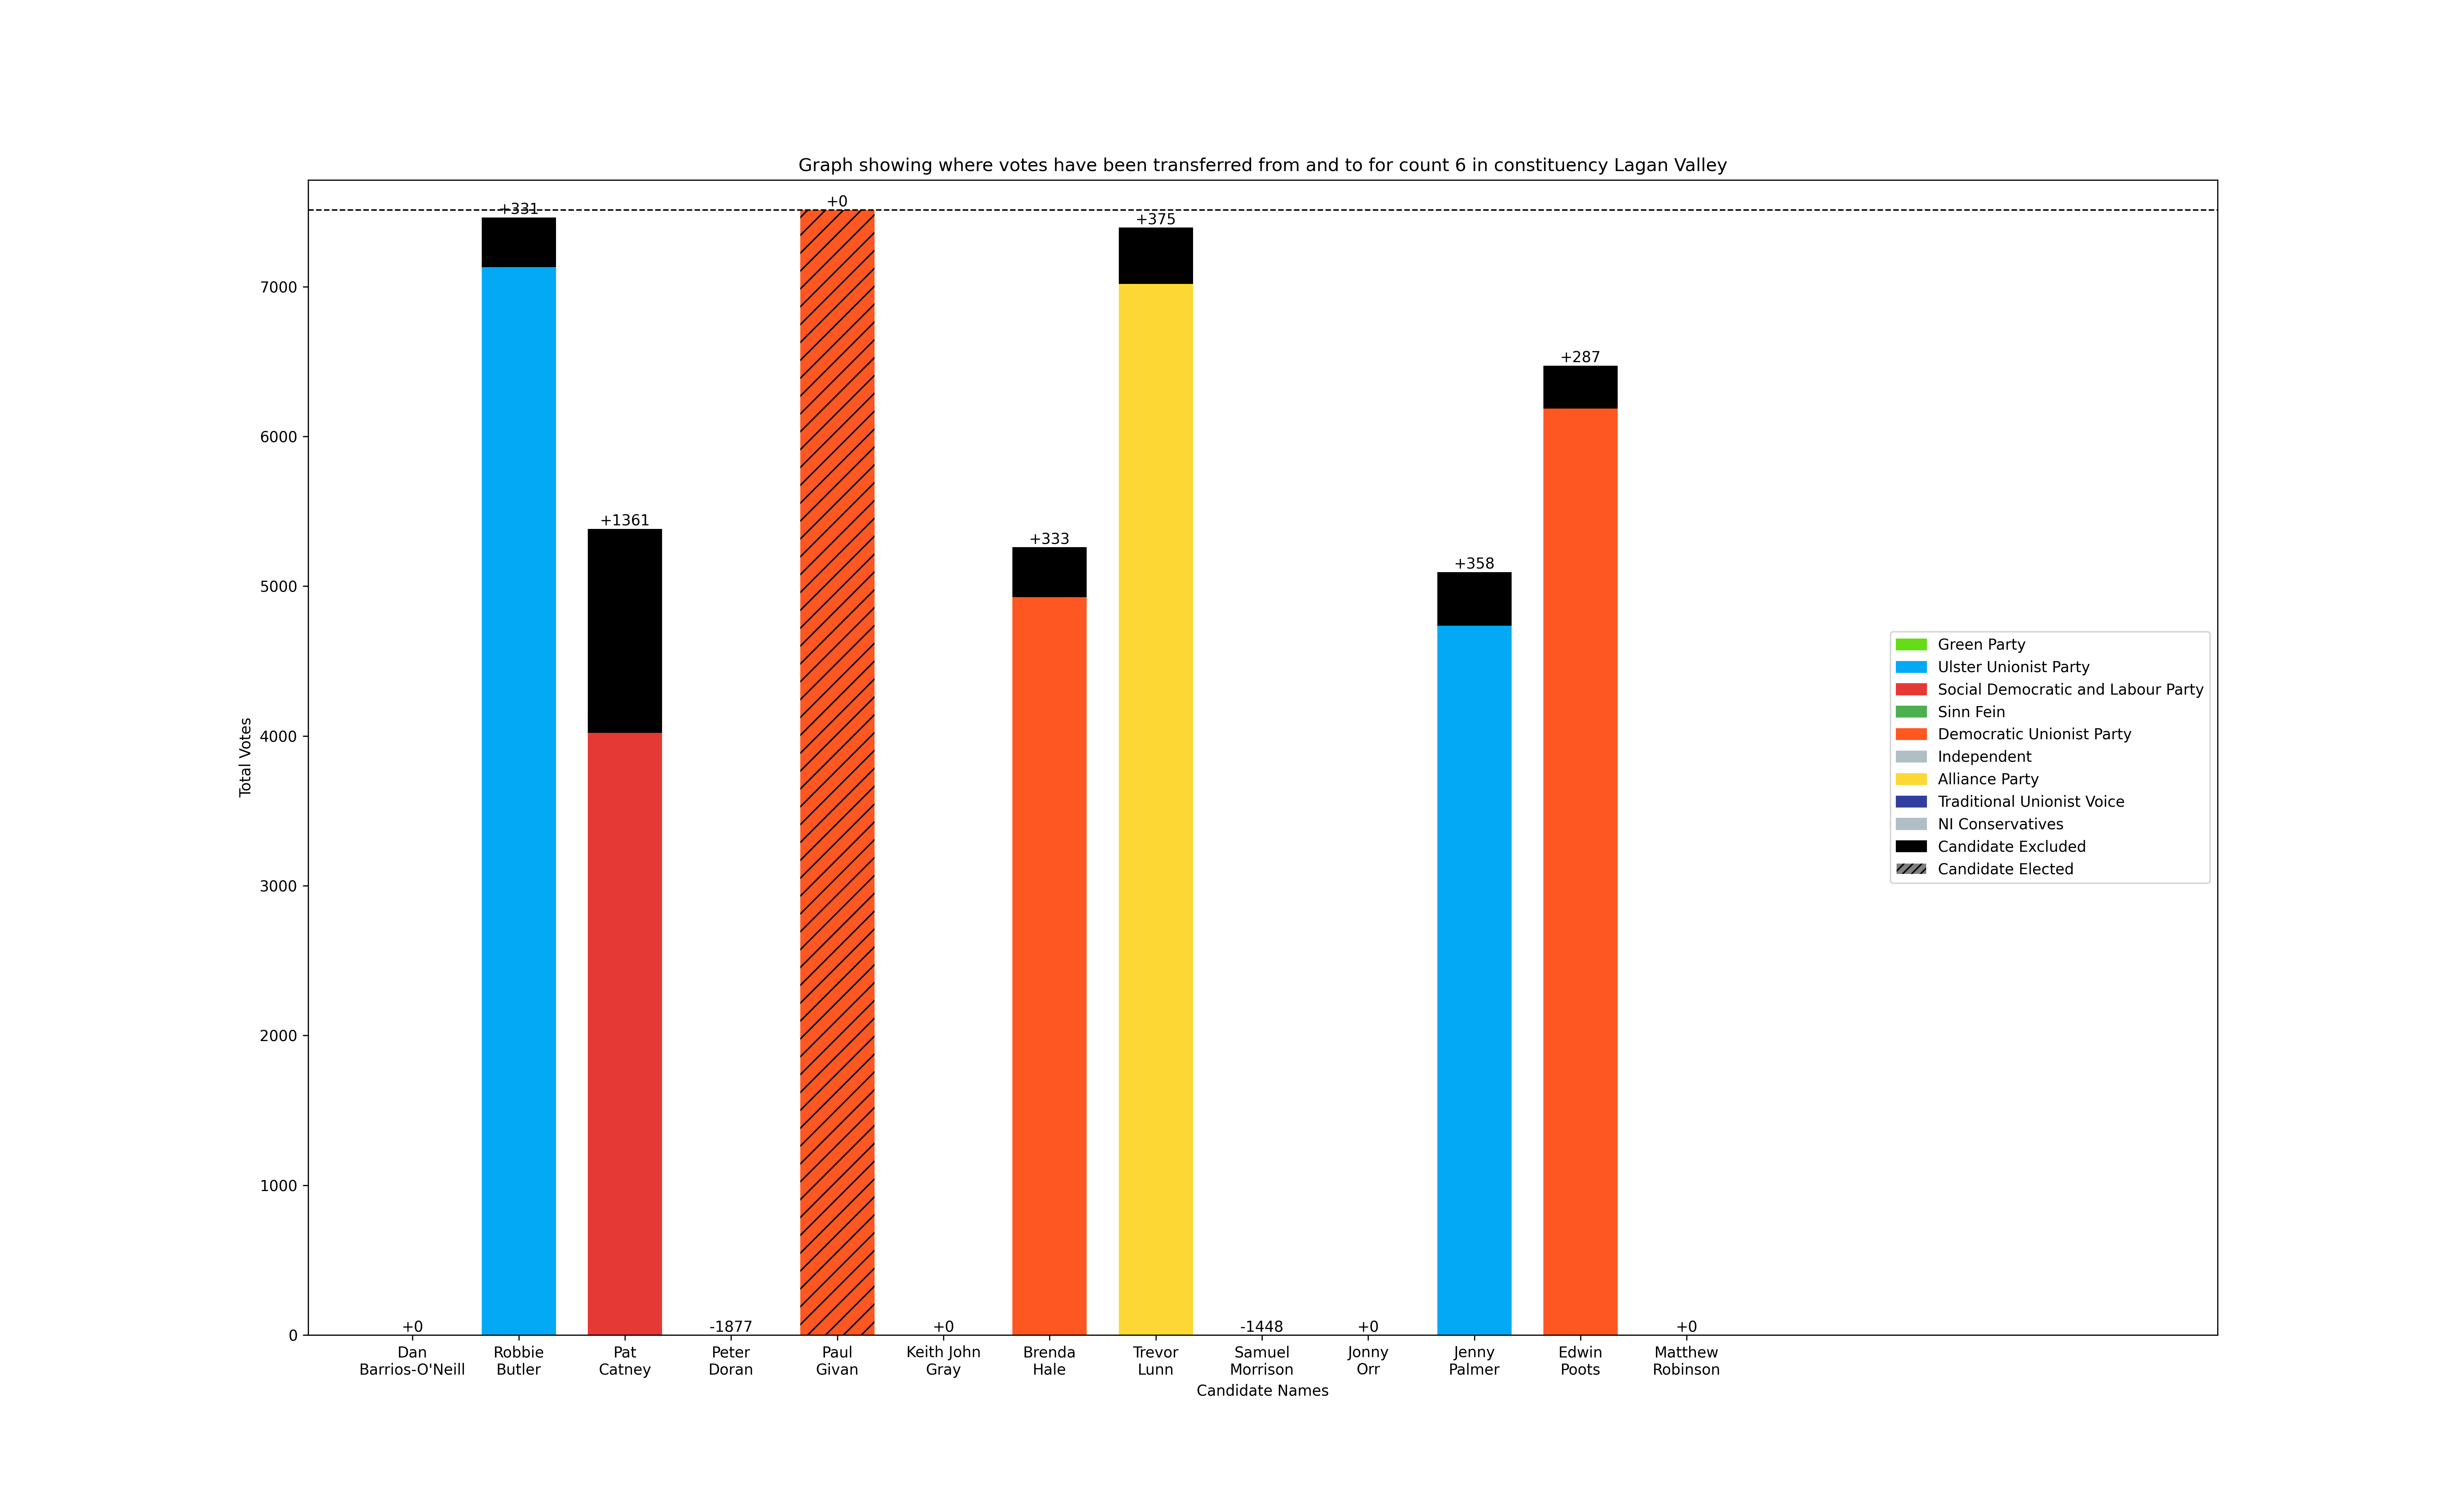 Graph showing where votes have been transferred from and to for count 6 in constituency Lagan Valley
Total Votes
7000
6000
5000
4000
3000
2000
1000
0
+0
+331
+1361
-1877
+0
+0
+333
+375
-1448
+0
+358
+287
+0
Dan
Barrios-O'Neill
Robbie
Butler
Pat
Catney
Peter
Doran
Paul
Givan
Keith John
Gray
Brenda
Hale
Trevor
Lunn
Samuel
Morrison
Jonny
Orr
Jenny
Palmer
Edwin
Poots
Matthew
Robinson
Candidate Names
Green Party
Ulster Unionist Party
Social Democratic and Labour Party
Sinn Fein
Democratic Unionist Party
Independent
Alliance Party
Traditional Unionist Voice
NI Conservatives
Candidate Excluded
Candidate Elected